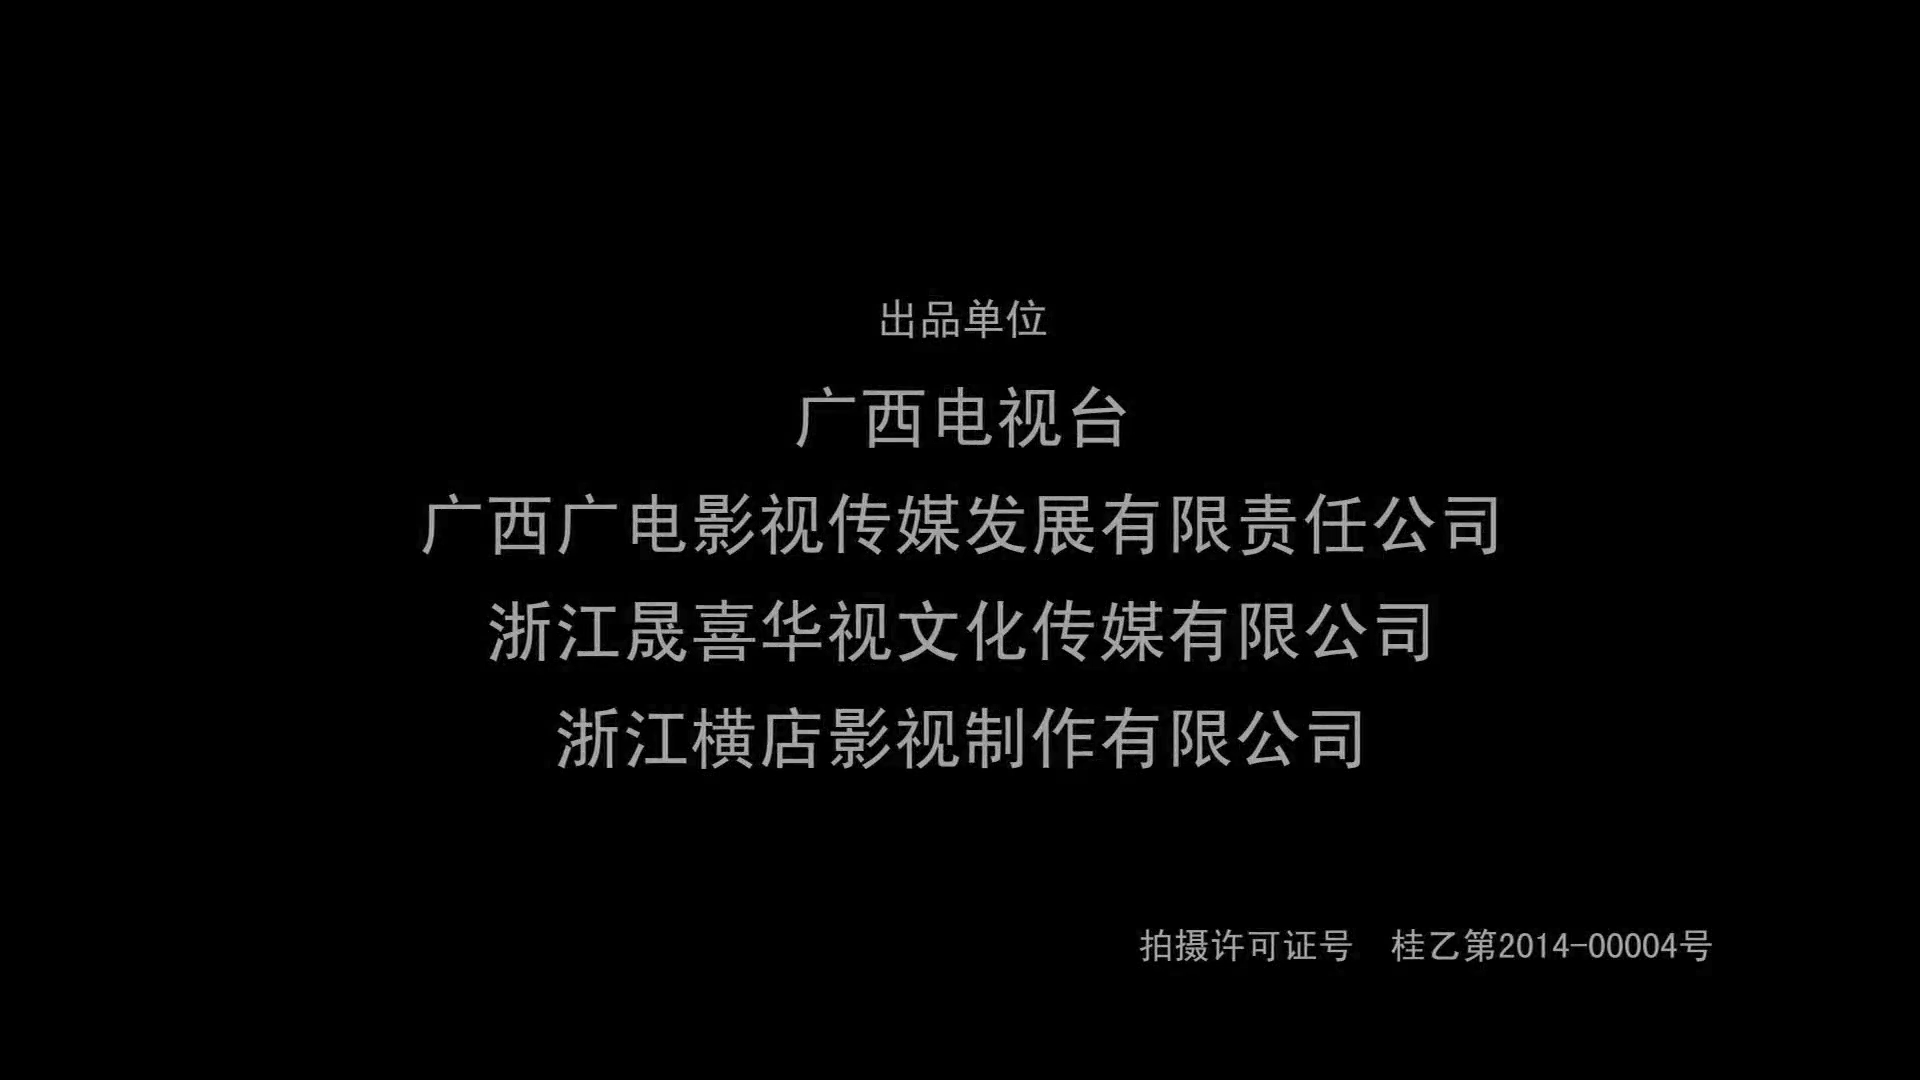 出品单位
广西电视台
广西广电影视传媒发展有限责任公司
浙江晟喜华视文化传媒有限公司
浙江横店影视制作有限公司
拍摄许可证号　桂乙第2014-00004号